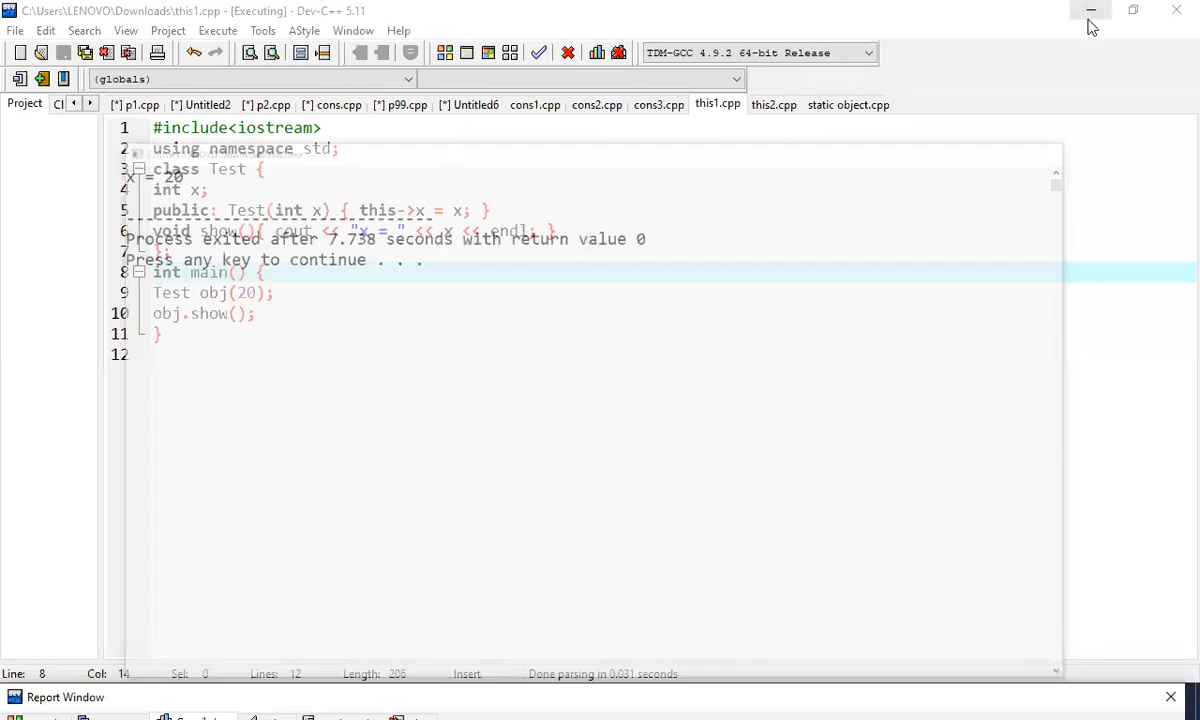 C:\Users\LENOVO\Downloads\this1.cpp - [Executing] - Dev-C++ 5.11
File Edit Search View Project Execute Tools AStyle Window Help
TDM-GCC 4.9.2 64-bit Release
(globals)
Project Cl [*] p1.cpp [*] Untitled2 [*] p2.cpp [*] cons.cpp [*] p99.cpp [*] Untitled6 cons1.cpp cons2.cpp cons3.cpp this1.cpp this2.cpp static object.cpp
1 #include<iostream>
2 using namespace std;
3 class Test {
x = 20
4 int x;
5 public: Test(int x) { this->x = x; }
--------------------------------
6 void show(){ cout << "x = " << x << endl; }
Process exited after 7.738 seconds with return value 0
7 };
Press any key to continue . . .
8 int main() {
9 Test obj(20);
10 obj.show();
11 }
12
Line: 8 Col: 14 Sel: 0 Lines: 12 Length: 206 Insert Done parsing in 0.031 seconds
Report Window